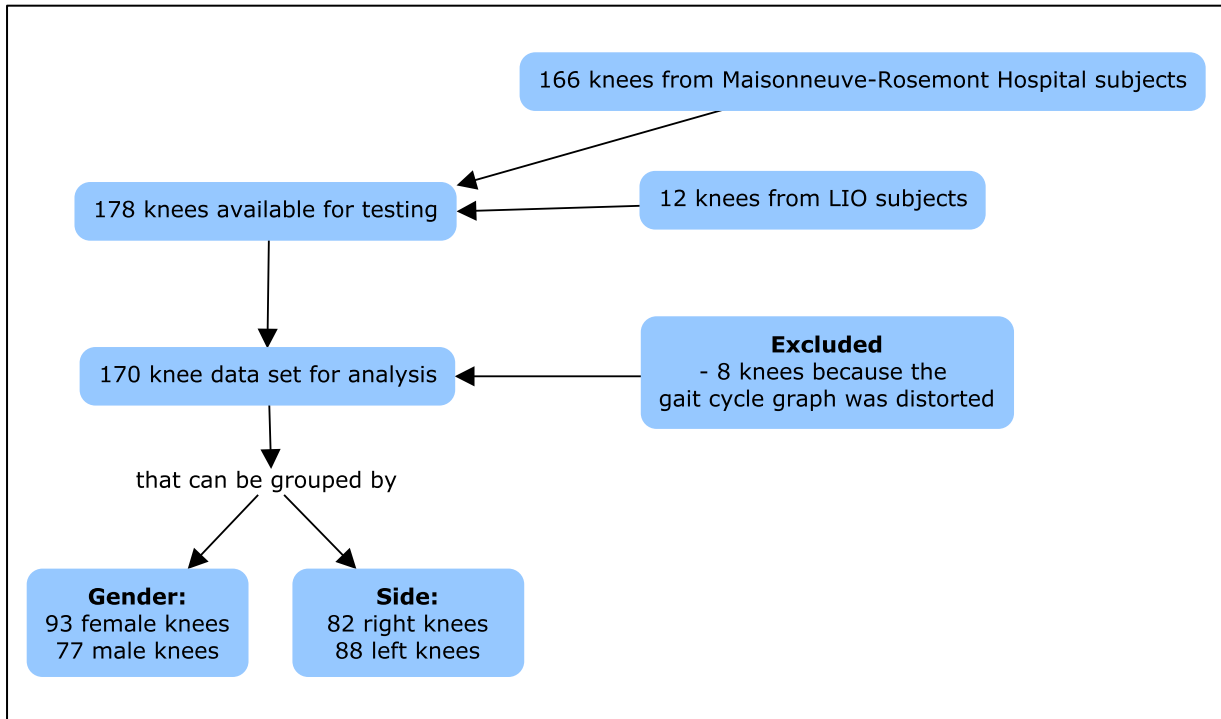 166 knees from Maisonneuve-Rosemont Hospital subjects
178 knees available for testing
12 knees from LIO subjects
170 knee data set for analysis
Excluded
- 8 knees because the
gait cycle graph was distorted
that can be grouped by
Gender:
93 female knees
77 male knees
Side:
82 right knees
88 left knees